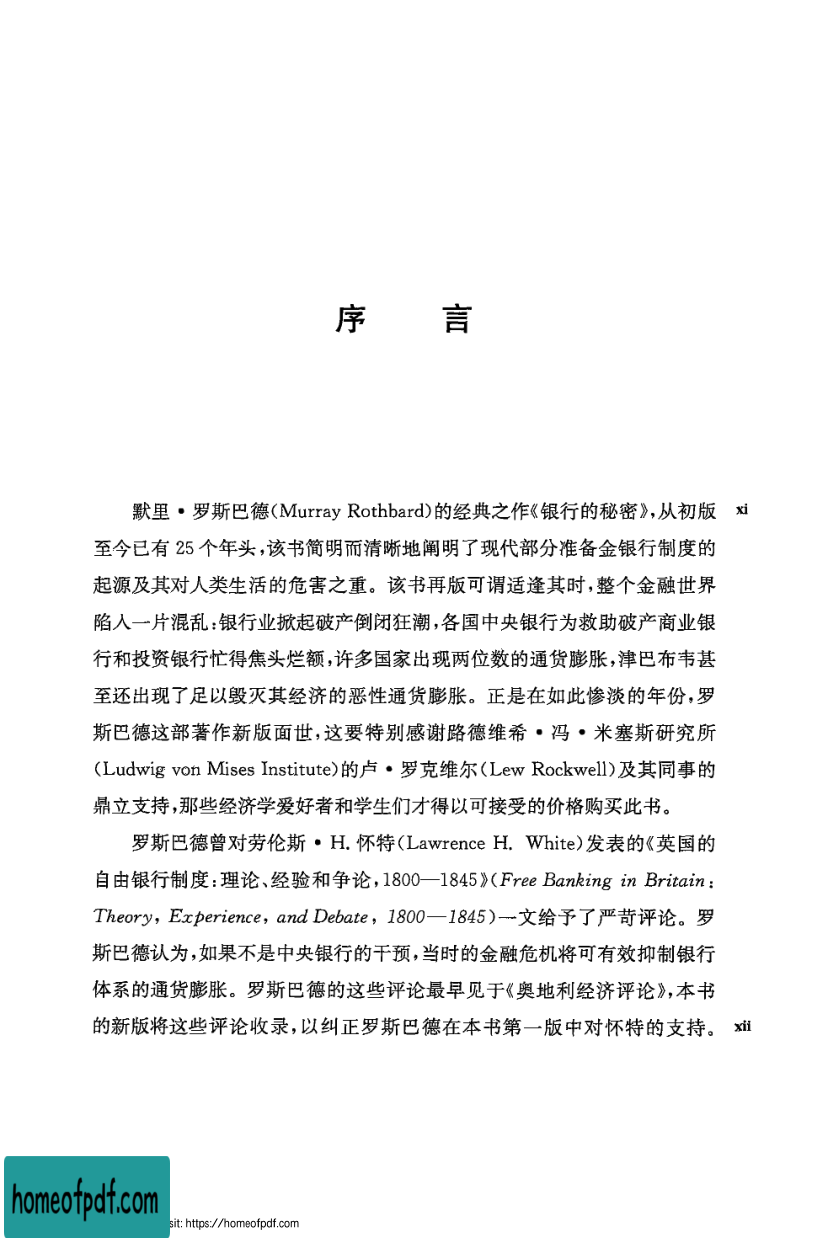 序 言
默里·罗斯巴德(Murray Rothbard)的经典之作《银行的秘密》,从初版 xi
至今已有 25 个年头,该书简明而清晰地阐明了现代部分准备金银行制度的
起源及其对人类生活的危害之重。该书再版可谓适逢其时,整个金融世界
陷入一片混乱:银行业掀起破产倒闭狂潮,各国中央银行为救助破产商业银
行和投资银行忙得焦头烂额,许多国家出现两位数的通货膨胀,津巴布韦甚
至还出现了足以毁灭其经济的恶性通货膨胀。正是在如此惨淡的年份,罗
斯巴德这部著作新版面世,这要特别感谢路德维希·冯·米塞斯研究所
(Ludwig von Mises Institute)的卢·罗克维尔(Lew Rockwell)及其同事的
鼎立支持,那些经济学爱好者和学生们才得以可接受的价格购买此书。
罗斯巴德曾对劳伦斯·H. 怀特(Lawrence H. White)发表的《英国的
自由银行制度:理论、经验和争论,1800—1845》(Free Banking in Britain:
Theory, Experience, and Debate, 1800—1845)一文给予了严苛评论。罗
斯巴德认为,如果不是中央银行的干预,当时的金融危机将可有效抑制银行
体系的通货膨胀。罗斯巴德的这些评论最早见于《奥地利经济评论》,本书
的新版将这些评论收录,以纠正罗斯巴德在本书第一版中对怀特的支持。 xii
homeofpdf.com
sit: https://homeofpdf.com